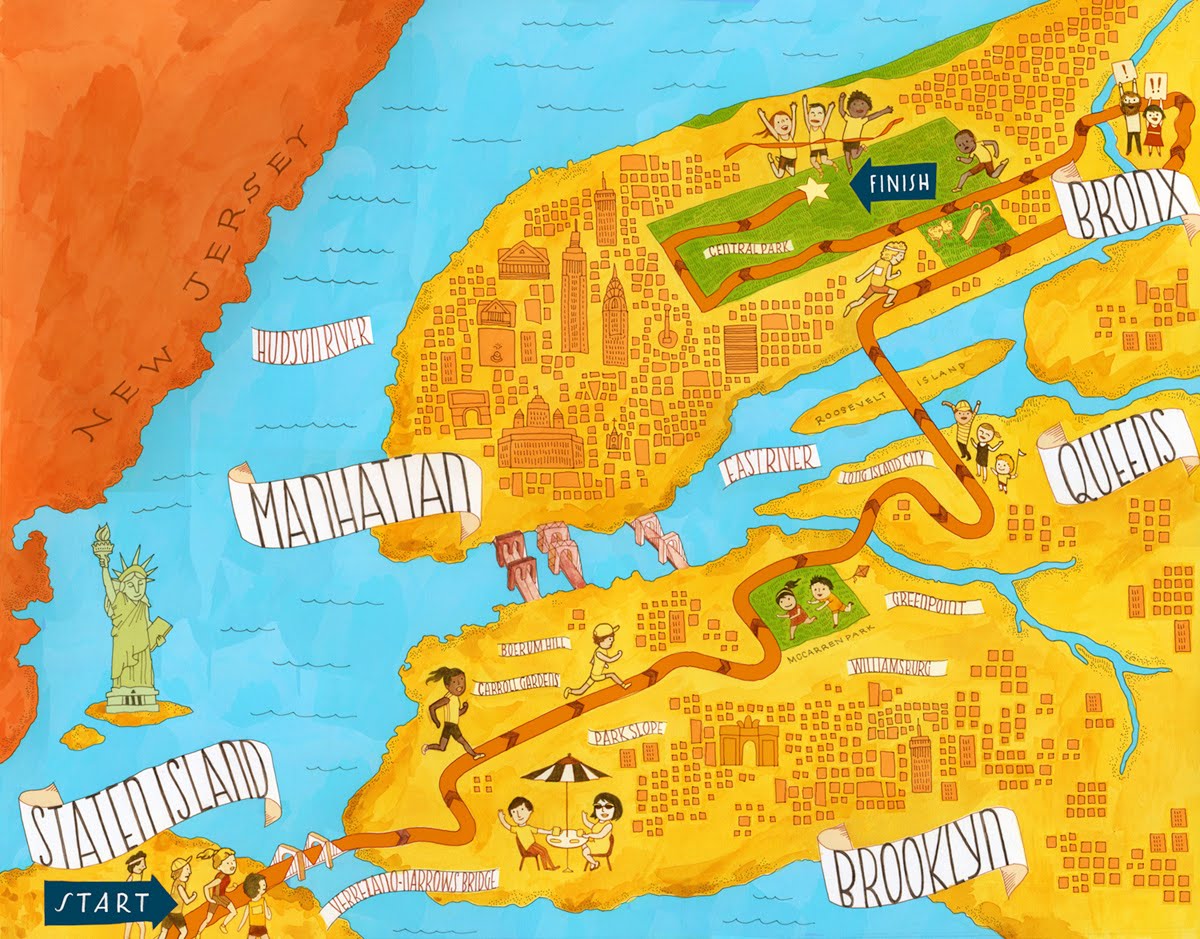 !
!!
FINISH
BRONX
CENTRAL PARK
NEW JERSEY
HUDSON RIVER
ROOSEVELT ISLAND
QUEENS
EAST RIVER
LONG ISLAND CITY
MANHATTAN
GREENPOINT
MCCARREN PARK
BOERUM HILL
WILLIAMSBURG
CARROLL GARDENS
PARK SLOPE
STATEN ISLAND
BROOKLYN
VERRAZANO-NARROWS BRIDGE
START